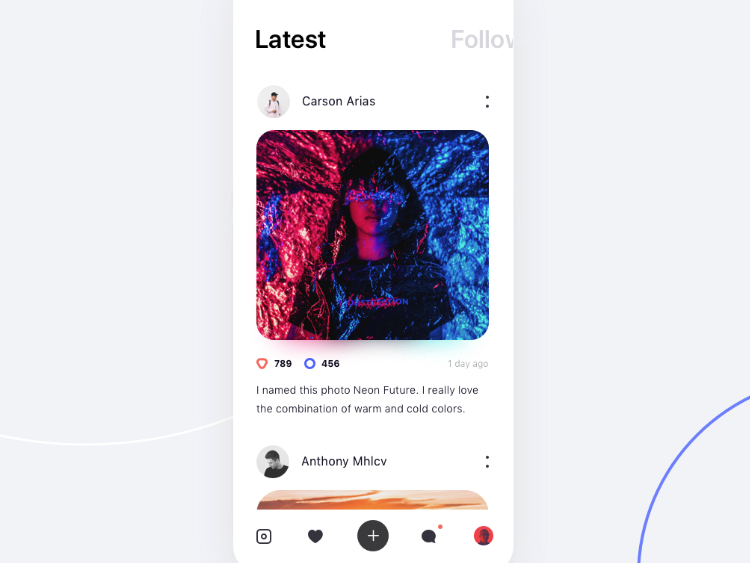 Latest
Follow
Carson Arias
789
456
1 day ago
I named this photo Neon Future. I really love
the combination of warm and cold colors.
Anthony Mhlcv